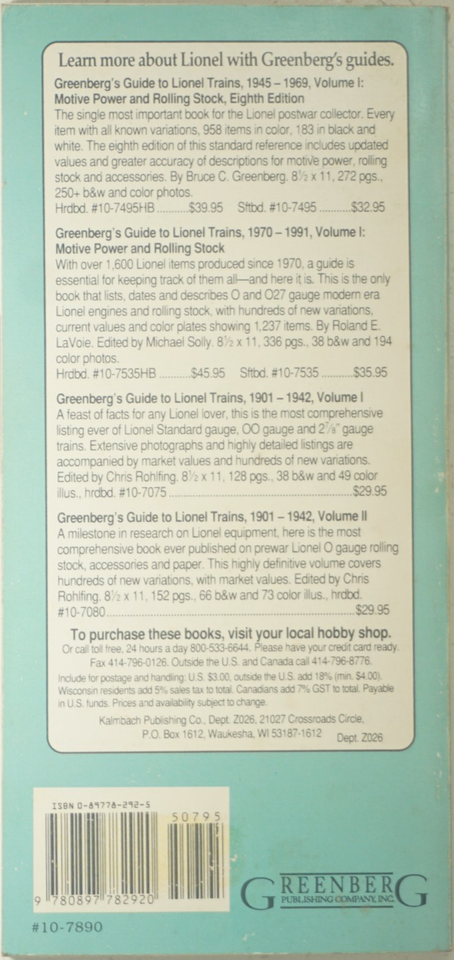 Learn more about Lionel with Greenberg's guides.
Greenberg's Guide to Lionel Trains, 1945 – 1969, Volume I:
Motive Power and Rolling Stock, Eighth Edition
The single most important book for the Lionel postwar collector. Every
item with all known variations, 958 items in color, 183 in black and
white. The eighth edition of this standard reference includes updated
values and greater accuracy of descriptions for motive power, rolling
stock and accessories. By Bruce C. Greenberg. 8½ x 11, 272 pgs.,
250+ b&w and color photos.
Hrdbd. #10-7495HB ..........$39.95 Sftbd. #10-7495 ..................$32.95
Greenberg's Guide to Lionel Trains, 1970 – 1991, Volume I:
Motive Power and Rolling Stock
With over 1,600 Lionel items produced since 1970, a guide is
essential for keeping track of them all—and here it is. This is the only
book that lists, dates and describes O and O27 gauge modern era
Lionel engines and rolling stock, with hundreds of new variations,
current values and color plates showing 1,237 items. By Roland E.
LaVoie. Edited by Michael Solly. 8½ x 11, 336 pgs., 38 b&w and 194
color photos.
Hrdbd. #10-7535HB ..........$45.95 Sftbd. #10-7535 ..................$35.95
Greenberg's Guide to Lionel Trains, 1901 – 1942, Volume I
A feast of facts for any Lionel lover, this is the most comprehensive
listing ever of Lionel Standard gauge, OO gauge and 2⅞" gauge
trains. Extensive photographs and highly detailed listings are
accompanied by market values and hundreds of new variations.
Edited by Chris Rohlfing. 8½ x 11, 128 pgs., 38 b&w and 49 color
illus., hrdbd. #10-7075 ..........................................................$29.95
Greenberg's Guide to Lionel Trains, 1901 – 1942, Volume II
A milestone in research on Lionel equipment, here is the most
comprehensive book ever published on prewar Lionel O gauge rolling
stock, accessories and paper. This highly definitive volume covers
hundreds of new variations, with market values. Edited by Chris
Rohlfing. 8½ x 11, 152 pgs., 66 b&w and 73 color illus., hrdbd.
#10-7080..............................................................................$29.95
To purchase these books, visit your local hobby shop.
Or call toll free, 24 hours a day 800-533-6644. Please have your credit card ready.
Fax 414-796-0126. Outside the U.S. and Canada call 414-796-8776.
Include for postage and handling: U.S. $3.00, outside U.S. add 18% (min. $4.00).
Wisconsin residents add 5% sales tax to total. Canadians add 7% GST to total. Payable
in U.S. funds. Prices and availability subject to change.
Kalmbach Publishing Co., Dept. Z026, 21027 Crossroads Circle,
P.O. Box 1612, Waukesha, WI 53187-1612 Dept. Z026
ISBN 0-89778-292-5
50795
9 780897 782920
GREENBERG
PUBLISHING COMPANY, INC.
#10-7890